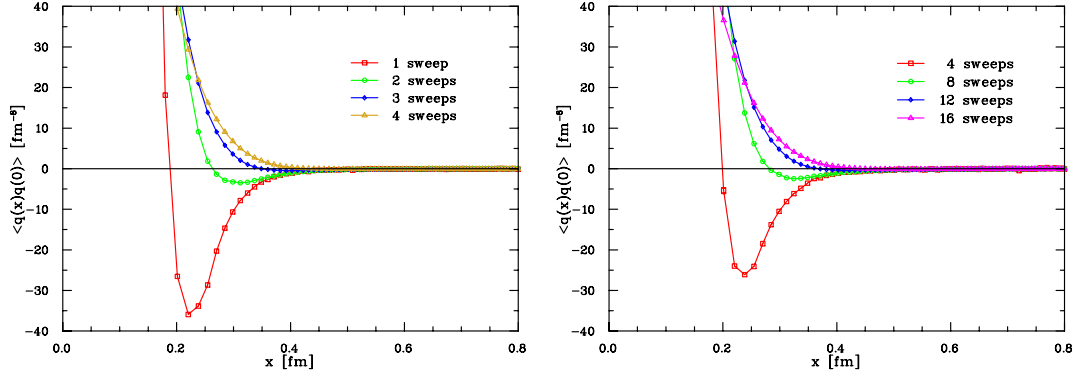 40
30
20
10
0
-10
-20
-30
-40
<q(x)q(0)> [fm⁻⁸]
1 sweep
2 sweeps
3 sweeps
4 sweeps
0.0 0.2 0.4 0.6 0.8
x [fm]
40
30
20
10
0
-10
-20
-30
-40
<q(x)q(0)> [fm⁻⁸]
4 sweeps
8 sweeps
12 sweeps
16 sweeps
0.0 0.2 0.4 0.6 0.8
x [fm]